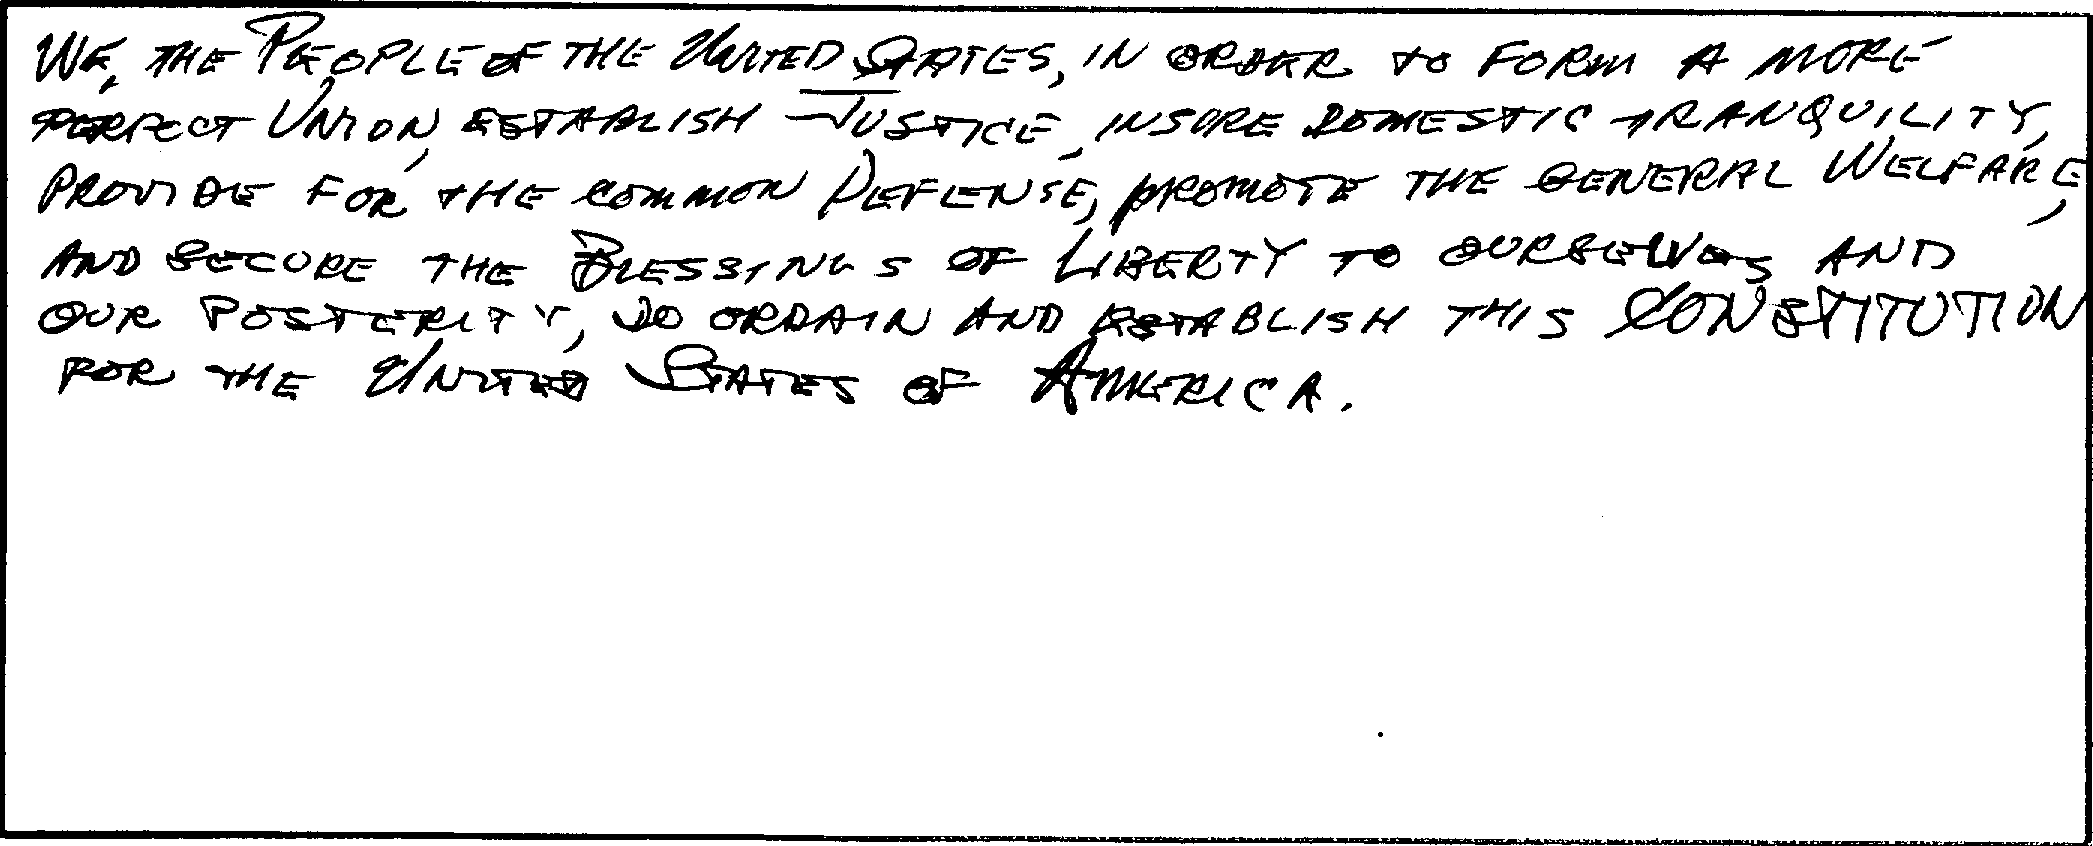 WE, THE PEOPLE OF THE UNITED STATES, IN ORDER TO FORM A MORE
PERFECT UNION, ESTABLISH JUSTICE, INSURE DOMESTIC TRANQUILITY,
PROVIDE FOR THE COMMON DEFENSE, PROMOTE THE GENERAL WELFARE,
AND SECURE THE BLESSINGS OF LIBERTY TO OURSELVES AND
OUR POSTERITY, DO ORDAIN AND ESTABLISH THIS CONSTITUTION
FOR THE UNITED STATES OF AMERICA.